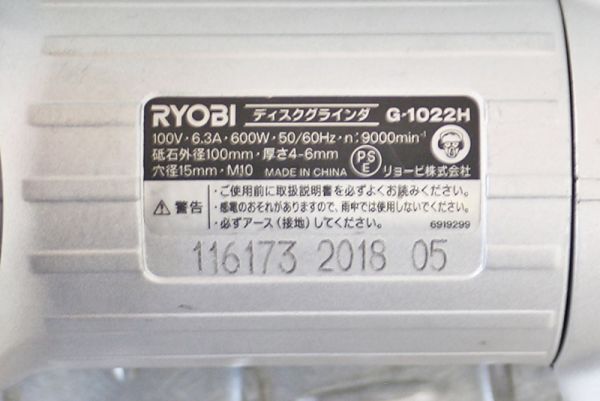 RYOBI ディスクグラインダ G-1022H
100V・6.3A・600W・50/60Hz・n:9000min⁻¹
砥石外径100mm・厚さ4-6mm
穴径15mm・M10 MADE IN CHINA PSE リョービ株式会社
・ご使用前に取扱説明書を必ずよくお読みください。
⚠警告 ・感電のおそれがありますので、雨中では使用しないでください。
・必ずアース(接地)してください。 6919299
116173 2018 05